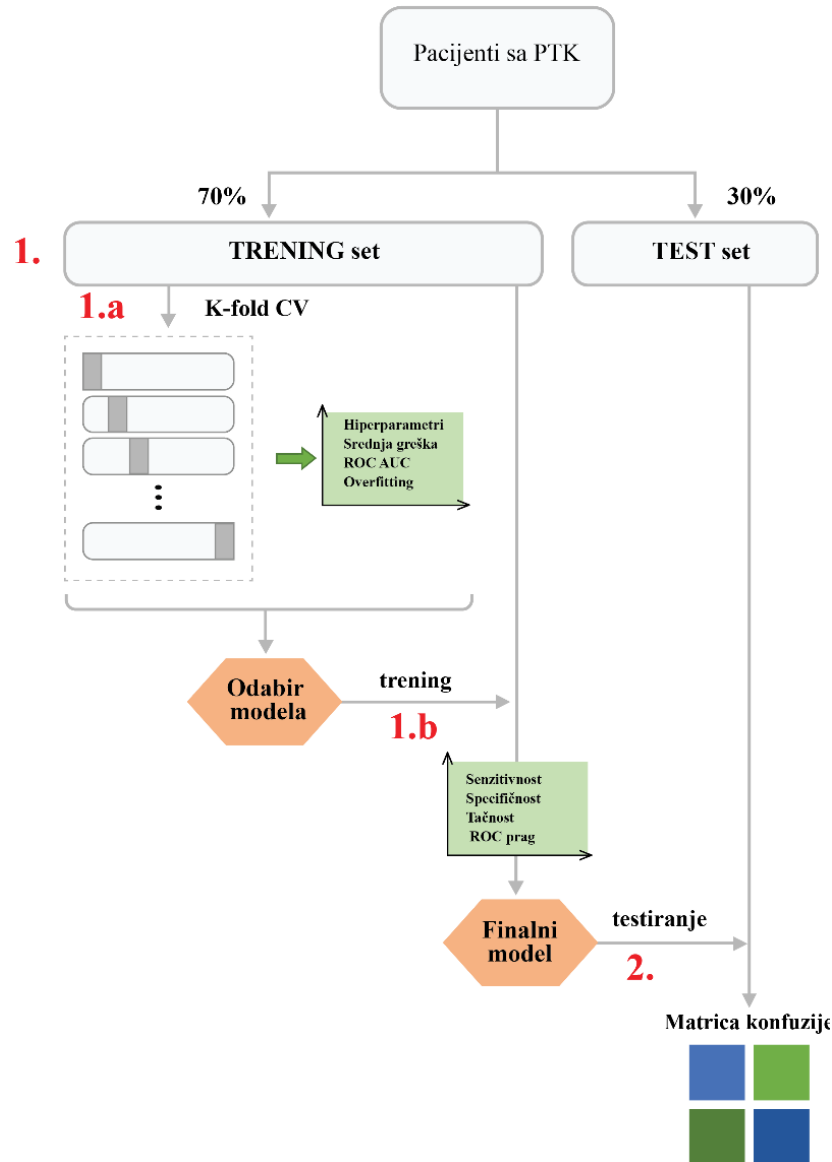 Pacijenti sa PTK
70%
30%
1.
TRENING set
TEST set
1.a
K-fold CV
Hiperparametri
Srednja greška
ROC AUC
Overfitting
Odabir
modela
trening
1.b
Senzitivnost
Specifičnost
Tačnost
ROC prag
Finalni
model
testiranje
2.
Matrica konfuzije